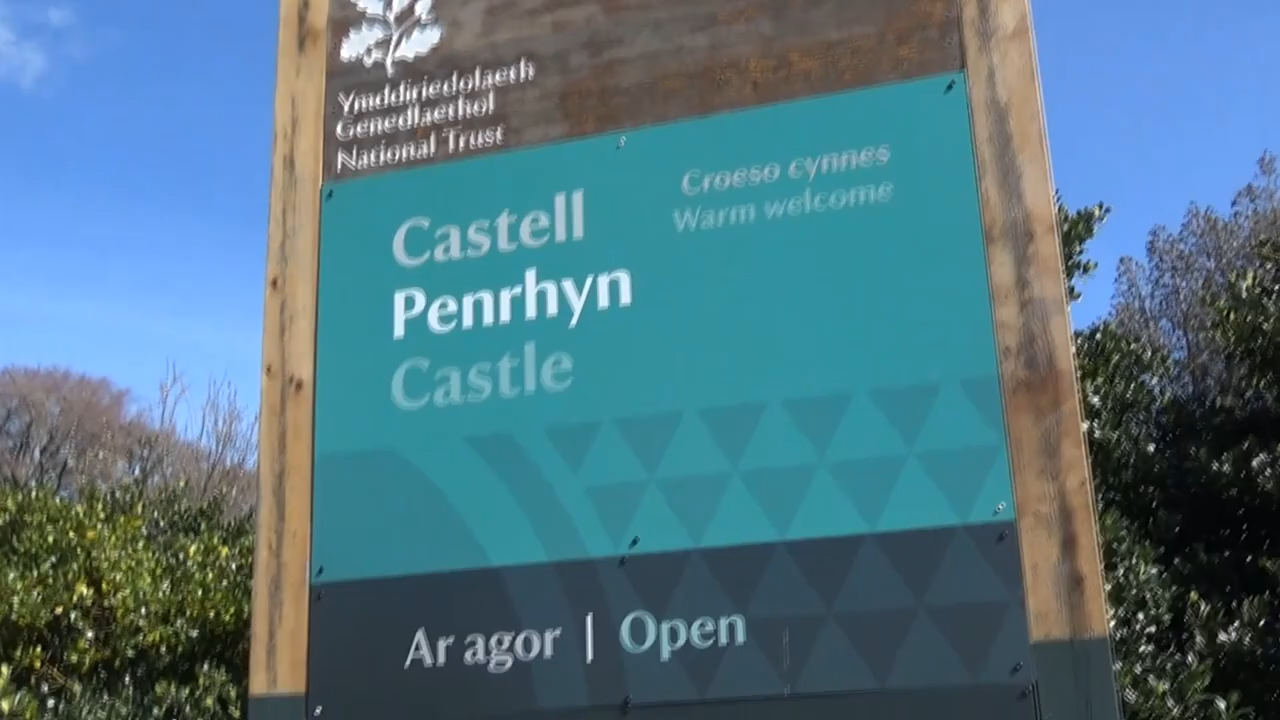 Ymddiriedolaeth
Genedlaethol
National Trust
Croeso cynnes
Warm welcome
Castell
Penrhyn
Castle
Ar agor | Open